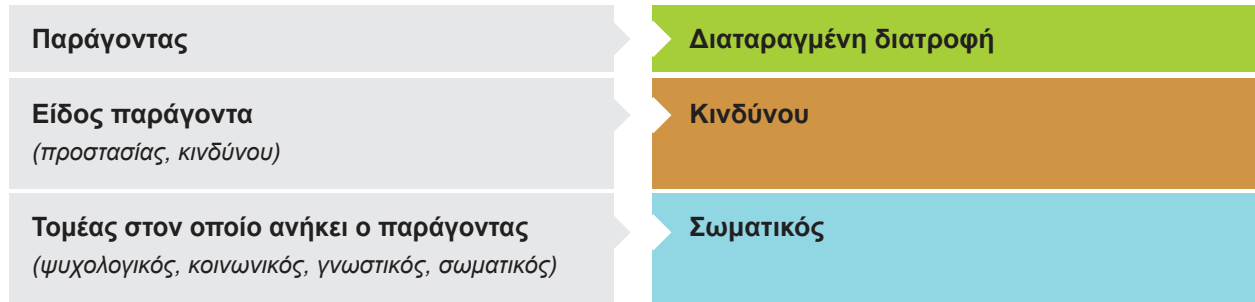 Παράγοντας
Διαταραγμένη διατροφή
Είδος παράγοντα
(προστασίας, κινδύνου)
Κινδύνου
Τομέας στον οποίο ανήκει ο παράγοντας
(ψυχολογικός, κοινωνικός, γνωστικός, σωματικός)
Σωματικός